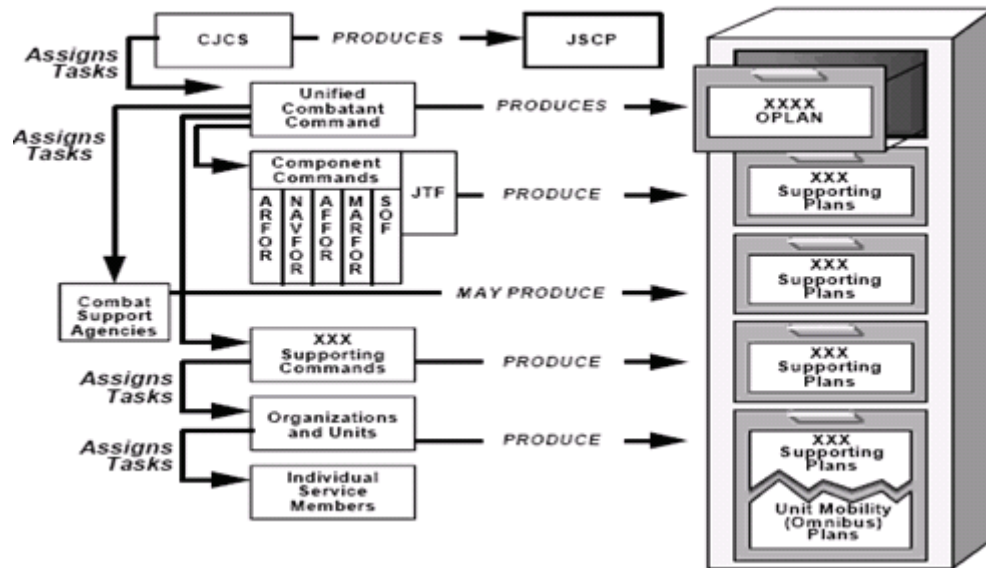 CJCS
PRODUCES
JSCP
Assigns
Tasks
Unified
Combatant
Command
PRODUCES
XXXX
OPLAN
Assigns
Tasks
Component
Commands
JTF
ARFOR
NAVFOR
AFFOR
MARFOR
SOF
PRODUCE
XXX
Supporting
Plans
Combat
Support
Agencies
MAY PRODUCE
XXX
Supporting
Plans
XXX
Supporting
Commands
PRODUCE
XXX
Supporting
Plans
Assigns
Tasks
Organizations
and Units
PRODUCE
XXX
Supporting
Plans
Unit Mobility
(Omnibus)
Plans
Assigns
Tasks
Individual
Service
Members